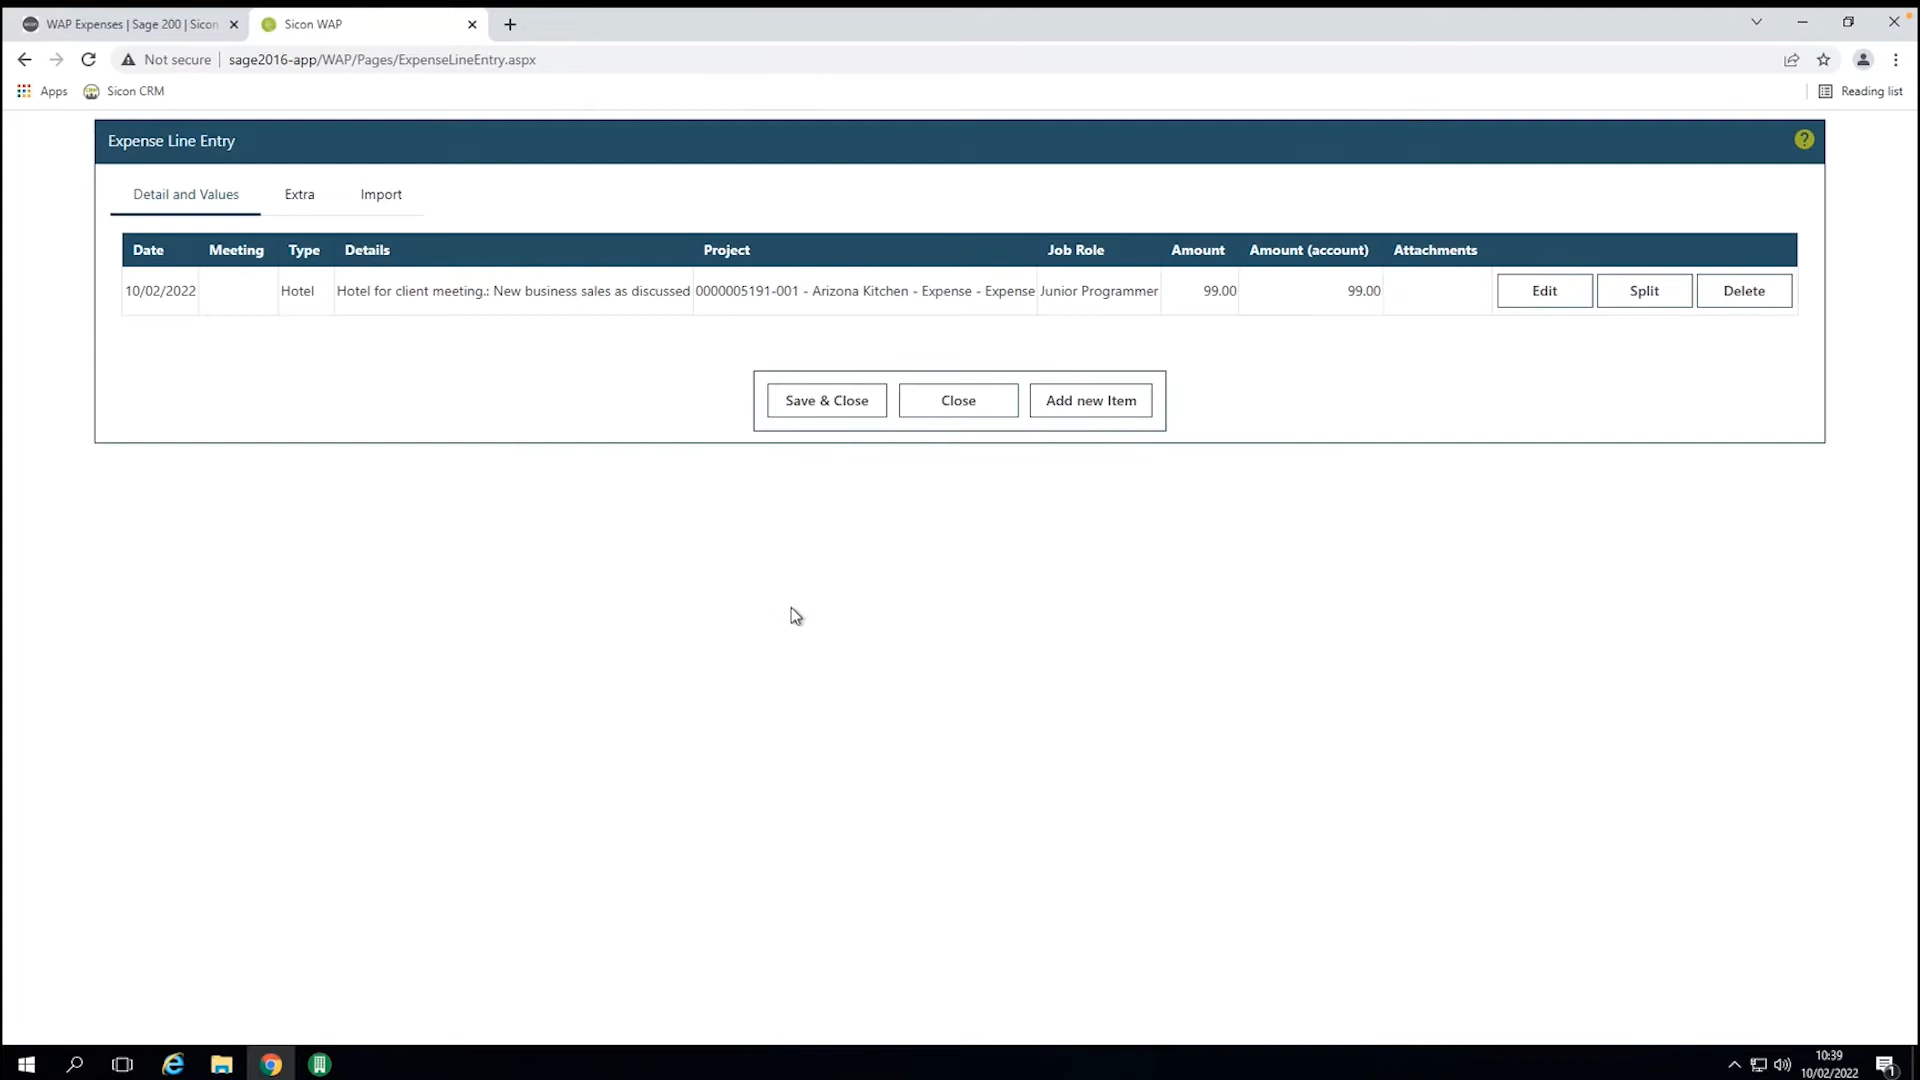 WAP Expenses | Sage 200 | Sicon
Sicon WAP
Not secure | sage2016-app/WAP/Pages/ExpenseLineEntry.aspx
Apps
Sicon CRM
Reading list
Expense Line Entry
?
Detail and Values
Extra
Import
Date Meeting Type Details Project Job Role Amount Amount (account) Attachments
10/02/2022 Hotel Hotel for client meeting.: New business sales as discussed 0000005191-001 - Arizona Kitchen - Expense - Expense Junior Programmer 99.00 99.00 Edit Split Delete
Save & Close
Close
Add new Item
10:39
10/02/2022
1